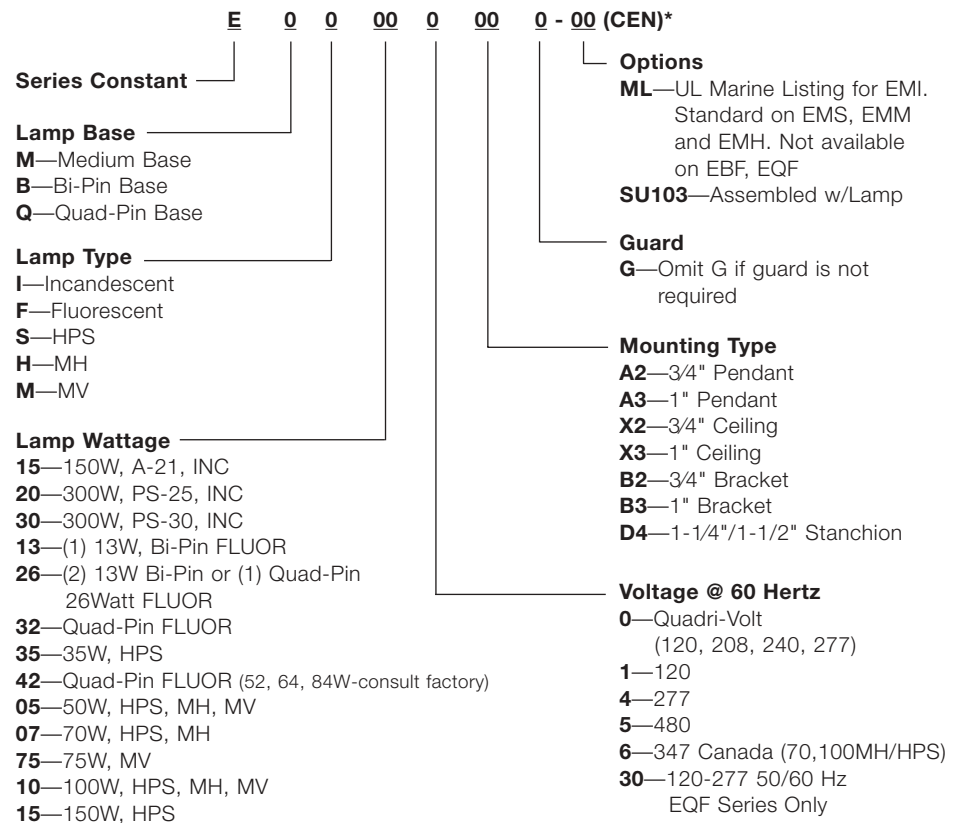 E 0 0 00 0 00 0 - 00 (CEN)*
Series Constant
Lamp Base
M—Medium Base
B—Bi-Pin Base
Q—Quad-Pin Base
Lamp Type
I—Incandescent
F—Fluorescent
S—HPS
H—MH
M—MV
Lamp Wattage
15—150W, A-21, INC
20—300W, PS-25, INC
30—300W, PS-30, INC
13—(1) 13W, Bi-Pin FLUOR
26—(2) 13W Bi-Pin or (1) Quad-Pin
26Watt FLUOR
32—Quad-Pin FLUOR
35—35W, HPS
42—Quad-Pin FLUOR (52, 64, 84W-consult factory)
05—50W, HPS, MH, MV
07—70W, HPS, MH
75—75W, MV
10—100W, HPS, MH, MV
15—150W, HPS
Options
ML—UL Marine Listing for EMI.
Standard on EMS, EMM
and EMH. Not available
on EBF, EQF
SU103—Assembled w/Lamp
Guard
G—Omit G if guard is not
required
Mounting Type
A2—3/4" Pendant
A3—1" Pendant
X2—3/4" Ceiling
X3—1" Ceiling
B2—3/4" Bracket
B3—1" Bracket
D4—1-1/4"/1-1/2" Stanchion
Voltage @ 60 Hertz
0—Quadri-Volt
(120, 208, 240, 277)
1—120
4—277
5—480
6—347 Canada (70,100MH/HPS)
30—120-277 50/60 Hz
EQF Series Only